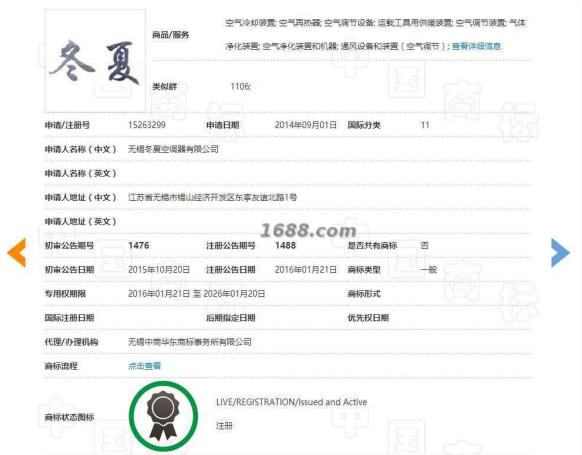 冬夏
商品/服务
空气冷却装置; 空气再热器; 空气调节设备; 运载工具用供暖装置; 空气调节装置; 气体
净化装置; 空气净化装置和机器; 通风设备和装置（空气调节）; 查看详细信息
类似群 1106;
申请/注册号 15263299 申请日期 2014年09月01日 国际分类 11
申请人名称（中文） 无锡冬夏空调器有限公司
申请人名称（英文）
申请人地址（中文） 江苏省无锡市锡山经济开发区东亭友谊北路1号
申请人地址（英文）
1688.com
初审公告期号 1476 注册公告期号 1488 是否共有商标 否
初审公告日期 2015年10月20日 注册公告日期 2016年01月21日 商标类型 一般
专用权期限 2016年01月21日 至 2026年01月20日 商标形式
国际注册日期 后期指定日期 优先权日期
代理/办理机构 无锡中商华东商标事务所有限公司
商标流程 点击查看
商标状态图标
LIVE/REGISTRATION/Issued and Active
注册